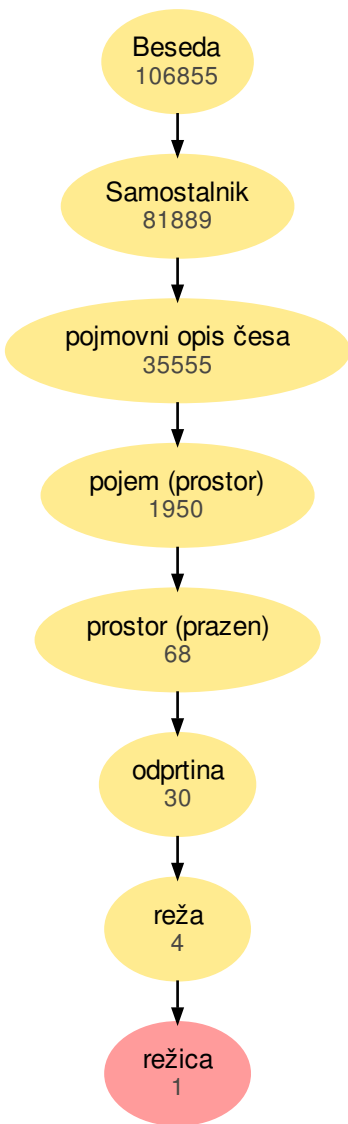 Beseda
106855
Samostalnik
81889
pojmovni opis česa
35555
pojem (prostor)
1950
prostor (prazen)
68
odprtina
30
reža
4
režica
1